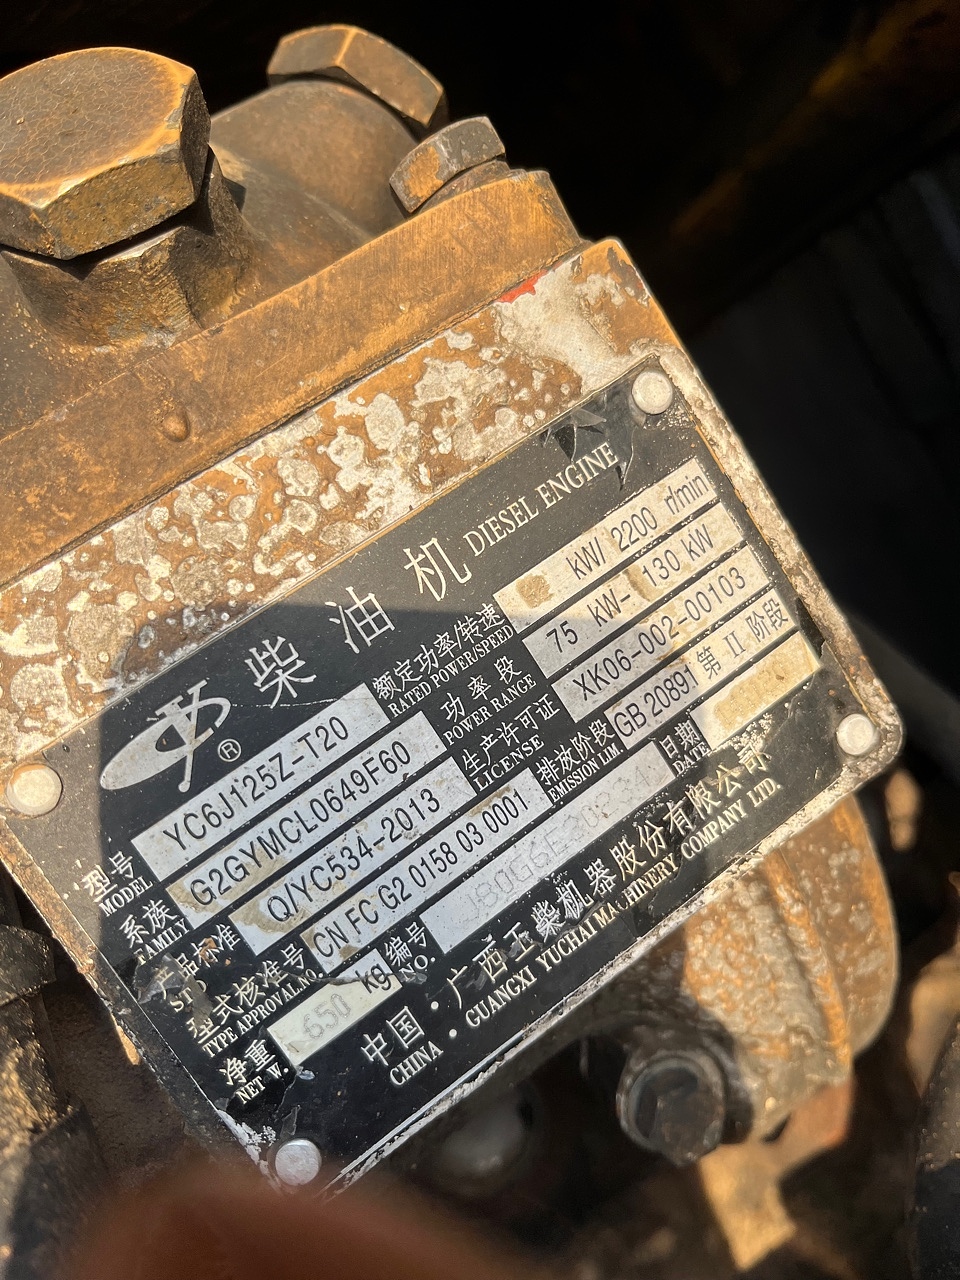 柴油机 DIESEL ENGINE
®
型号 MODEL YC6J125Z-T20
额定功率/转速 RATED POWER/SPEED kW/ 2200 r/min
系族 FAMILY G2GYMCL0649F60
功率段 POWER RANGE 75 kW- 130 kW
产品标准 STD Q/YC534-2013
生产许可证 LICENSE XK06-002-00103
型式核准号 TYPE APPROVAL NO. CN FC G2 0158 03 0001
排放阶段 EMISSION LIM. GB 20891 第 II 阶段
净重 NET W. 650 kg
编号 NO.
日期 DATE
中国·广西玉柴机器股份有限公司
CHINA · GUANGXI YUCHAI MACHINERY COMPANY LTD.